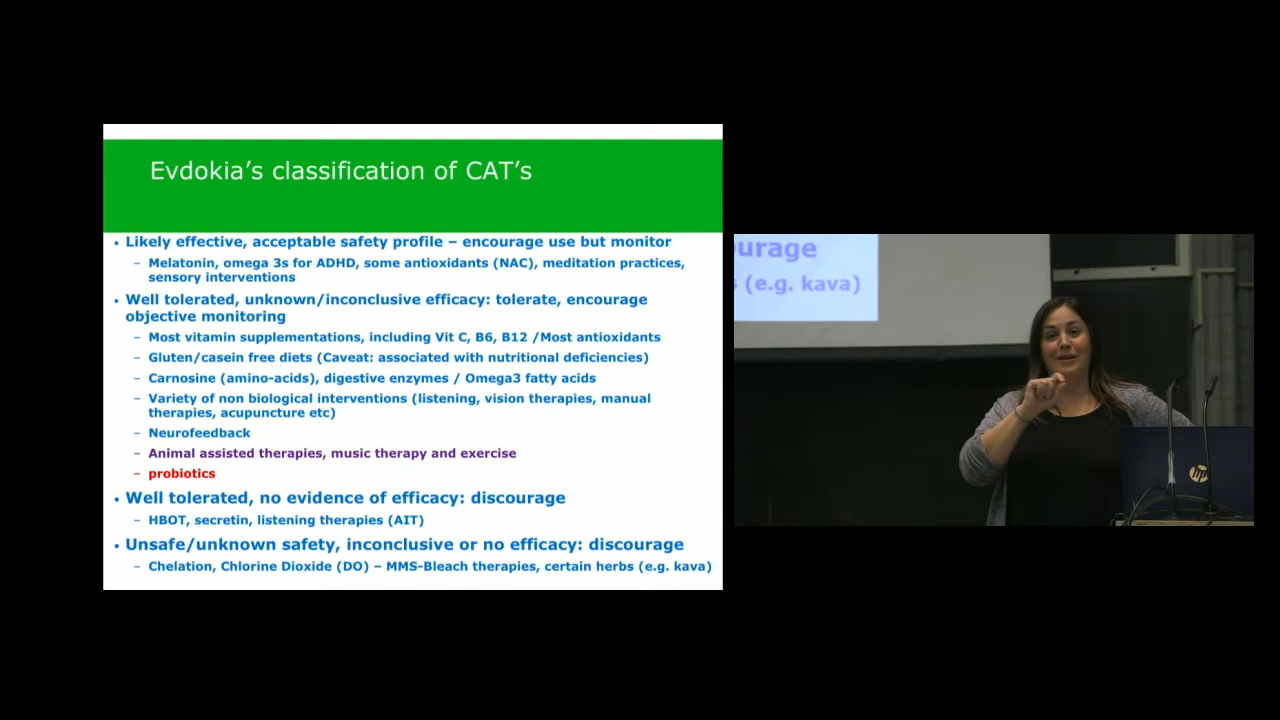 Evdokia's classification of CAT's
• Likely effective, acceptable safety profile – encourage use but monitor
– Melatonin, omega 3s for ADHD, some antioxidants (NAC), meditation practices,
sensory interventions
• Well tolerated, unknown/inconclusive efficacy: tolerate, encourage
objective monitoring
– Most vitamin supplementations, including Vit C, B6, B12 /Most antioxidants
– Gluten/casein free diets (Caveat: associated with nutritional deficiencies)
– Carnosine (amino-acids), digestive enzymes / Omega3 fatty acids
– Variety of non biological interventions (listening, vision therapies, manual
therapies, acupuncture etc)
– Neurofeedback
– Animal assisted therapies, music therapy and exercise
– probiotics
• Well tolerated, no evidence of efficacy: discourage
– HBOT, secretin, listening therapies (AIT)
• Unsafe/unknown safety, inconclusive or no efficacy: discourage
– Chelation, Chlorine Dioxide (DO) – MMS-Bleach therapies, certain herbs (e.g. kava)
ourage
(e.g. kava)
hp